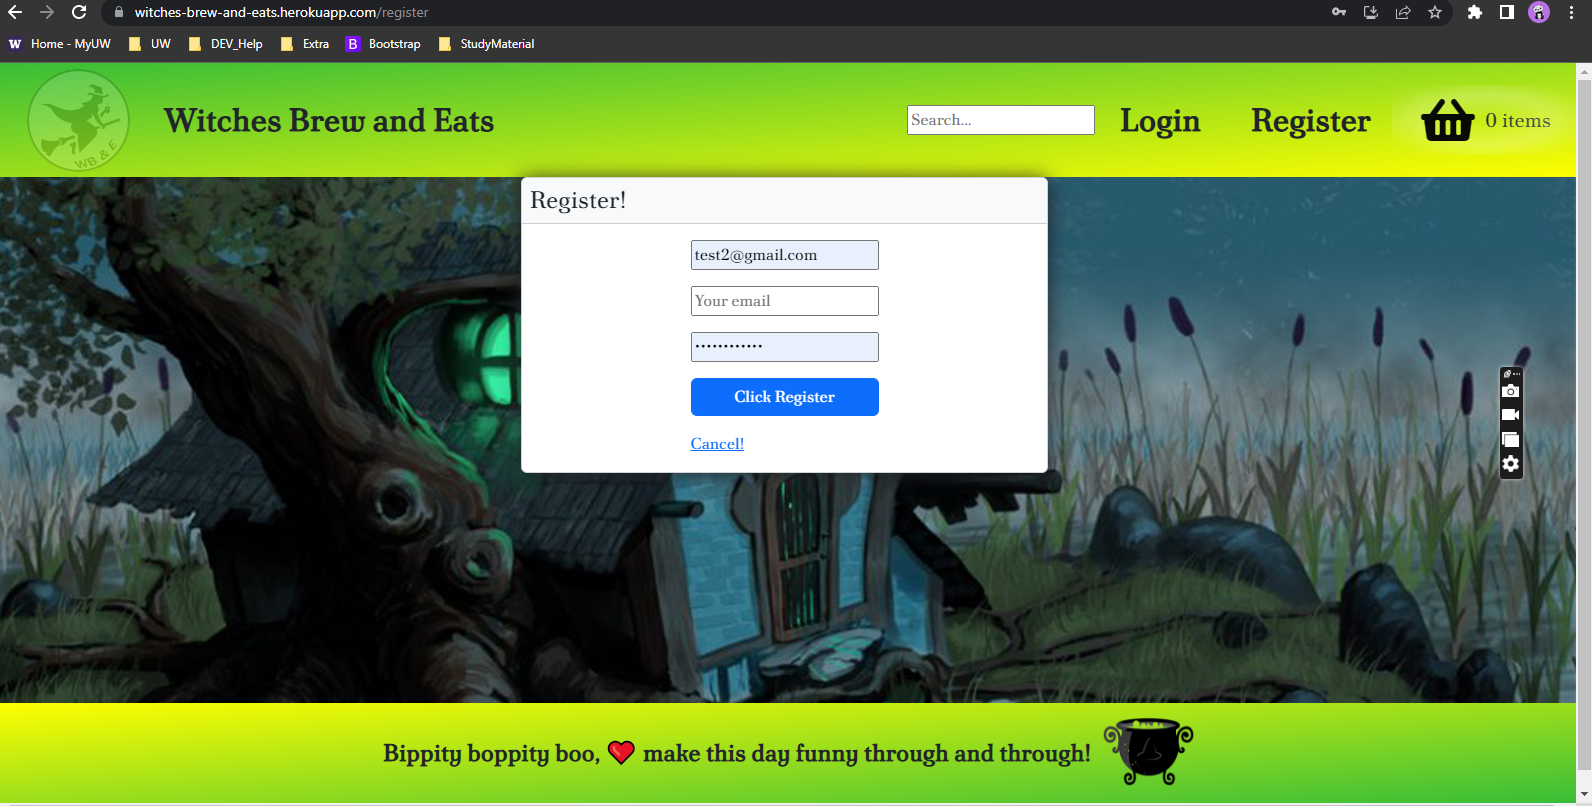 witches-brew-and-eats.herokuapp.com/register
W Home - MyUW UW DEV_Help Extra B Bootstrap StudyMaterial
WB & E
Witches Brew and Eats
Search...
Login
Register
0 items
Register!
test2@gmail.com
Your email
••••••••••••
Click Register
Cancel!
Bippity boppity boo, ❤ make this day funny through and through!